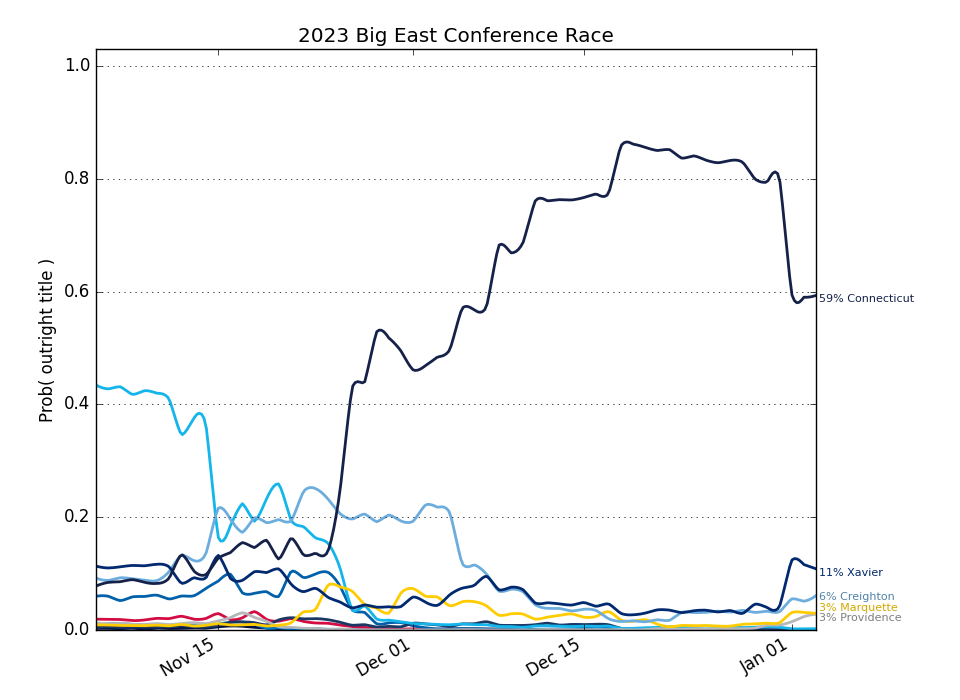 2023 Big East Conference Race
Prob( outright title )
1.0
0.8
0.6
0.4
0.2
0.0
59% Connecticut
11% Xavier
6% Creighton
3% Marquette
3% Providence
Nov 15
Dec 01
Dec 15
Jan 01